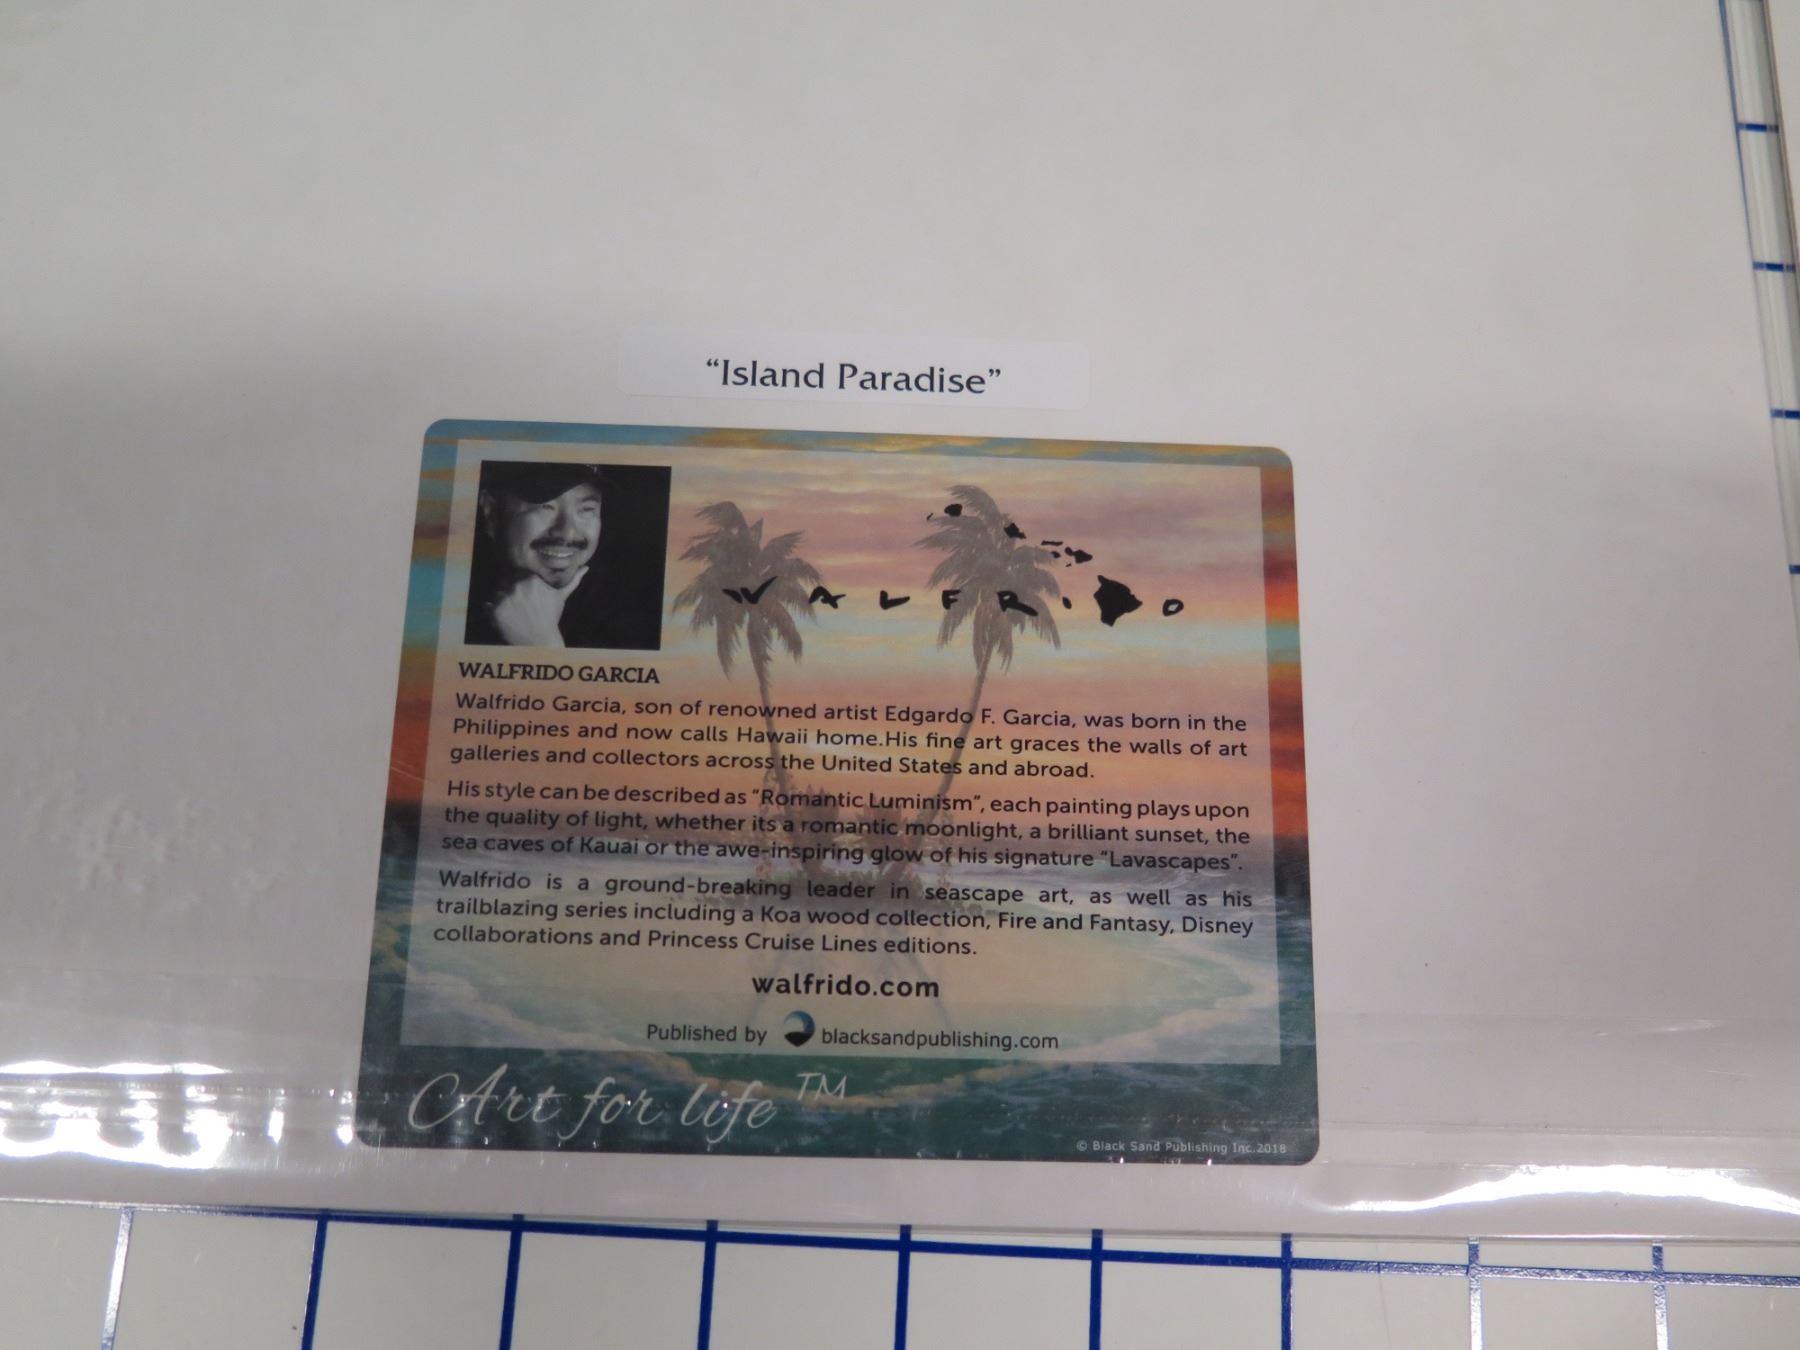 “Island Paradise”
WALFRIDO
WALFRIDO GARCIA
Walfrido Garcia, son of renowned artist Edgardo F. Garcia, was born in the
Philippines and now calls Hawaii home.His fine art graces the walls of art
galleries and collectors across the United States and abroad.
His style can be described as “Romantic Luminism”, each painting plays upon
the quality of light, whether its a romantic moonlight, a brilliant sunset, the
sea caves of Kauai or the awe-inspiring glow of his signature “Lavascapes”.
Walfrido is a ground-breaking leader in seascape art, as well as his
trailblazing series including a Koa wood collection, Fire and Fantasy, Disney
collaborations and Princess Cruise Lines editions.
walfrido.com
Published by blacksandpublishing.com
Art for life ™
© Black Sand Publishing Inc.2018